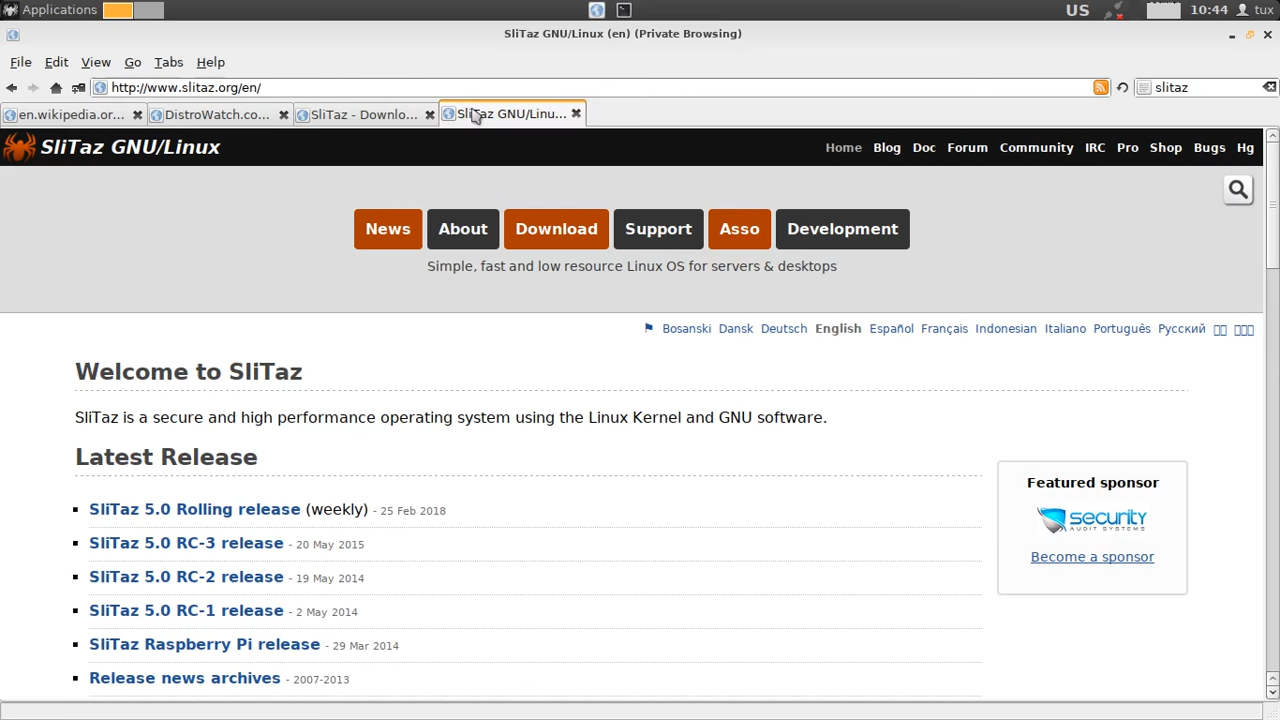 Applications US 10:44 tux
SliTaz GNU/Linux (en) (Private Browsing)
File Edit View Go Tabs Help
http://www.slitaz.org/en/ slitaz
en.wikipedia.or... DistroWatch.co... SliTaz - Downlo... SliTaz GNU/Linu...
SliTaz GNU/Linux Home Blog Doc Forum Community IRC Pro Shop Bugs Hg
News About Download Support Asso Development
Simple, fast and low resource Linux OS for servers & desktops
Bosanski Dansk Deutsch English Español Français Indonesian Italiano Português Русский
Welcome to SliTaz
SliTaz is a secure and high performance operating system using the Linux Kernel and GNU software.
Latest Release
SliTaz 5.0 Rolling release (weekly) - 25 Feb 2018
SliTaz 5.0 RC-3 release - 20 May 2015
SliTaz 5.0 RC-2 release - 19 May 2014
SliTaz 5.0 RC-1 release - 2 May 2014
SliTaz Raspberry Pi release - 29 Mar 2014
Release news archives - 2007-2013
Featured sponsor
security
AUDIT SYSTEMS
Become a sponsor